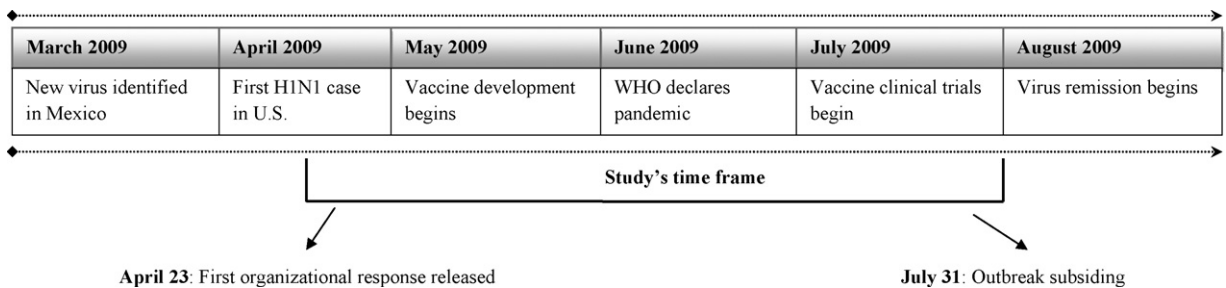 March 2009 April 2009 May 2009 June 2009 July 2009 August 2009
New virus identified in Mexico
First H1N1 case in U.S.
Vaccine development begins
WHO declares pandemic
Vaccine clinical trials begin
Virus remission begins
Study's time frame
April 23: First organizational response released
July 31: Outbreak subsiding